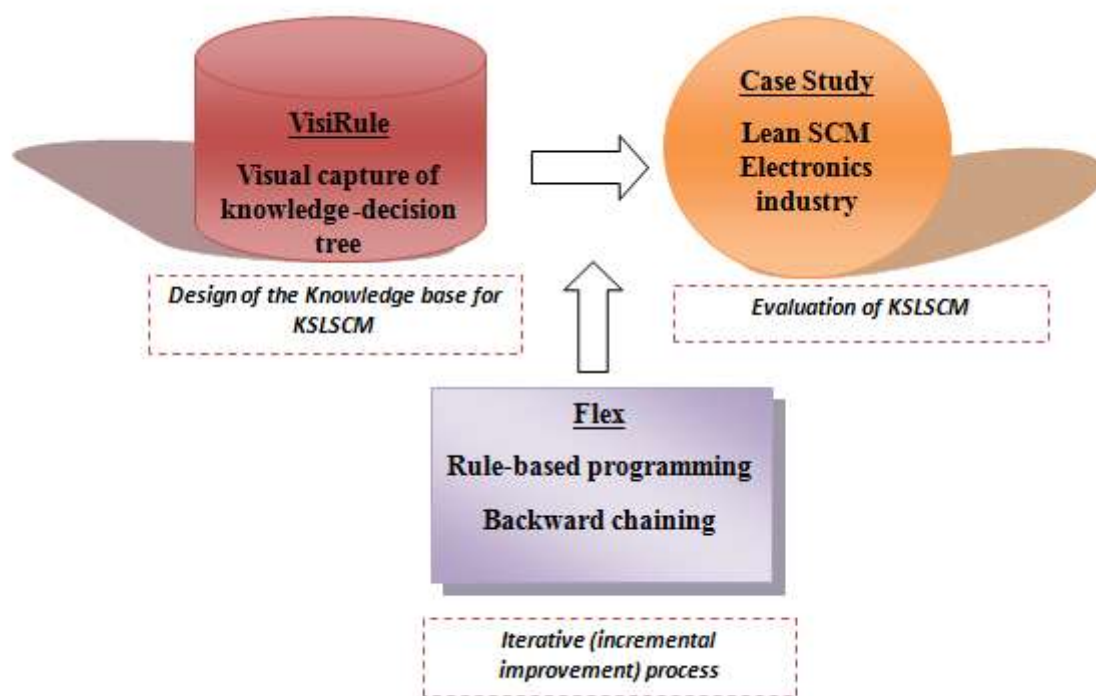 VisiRule
Visual capture of
knowledge-decision
tree
Design of the Knowledge base for
KSLSCM
Case Study
Lean SCM
Electronics
industry
Evaluation of KSLSCM
Flex
Rule-based programming
Backward chaining
Iterative (incremental
improvement) process